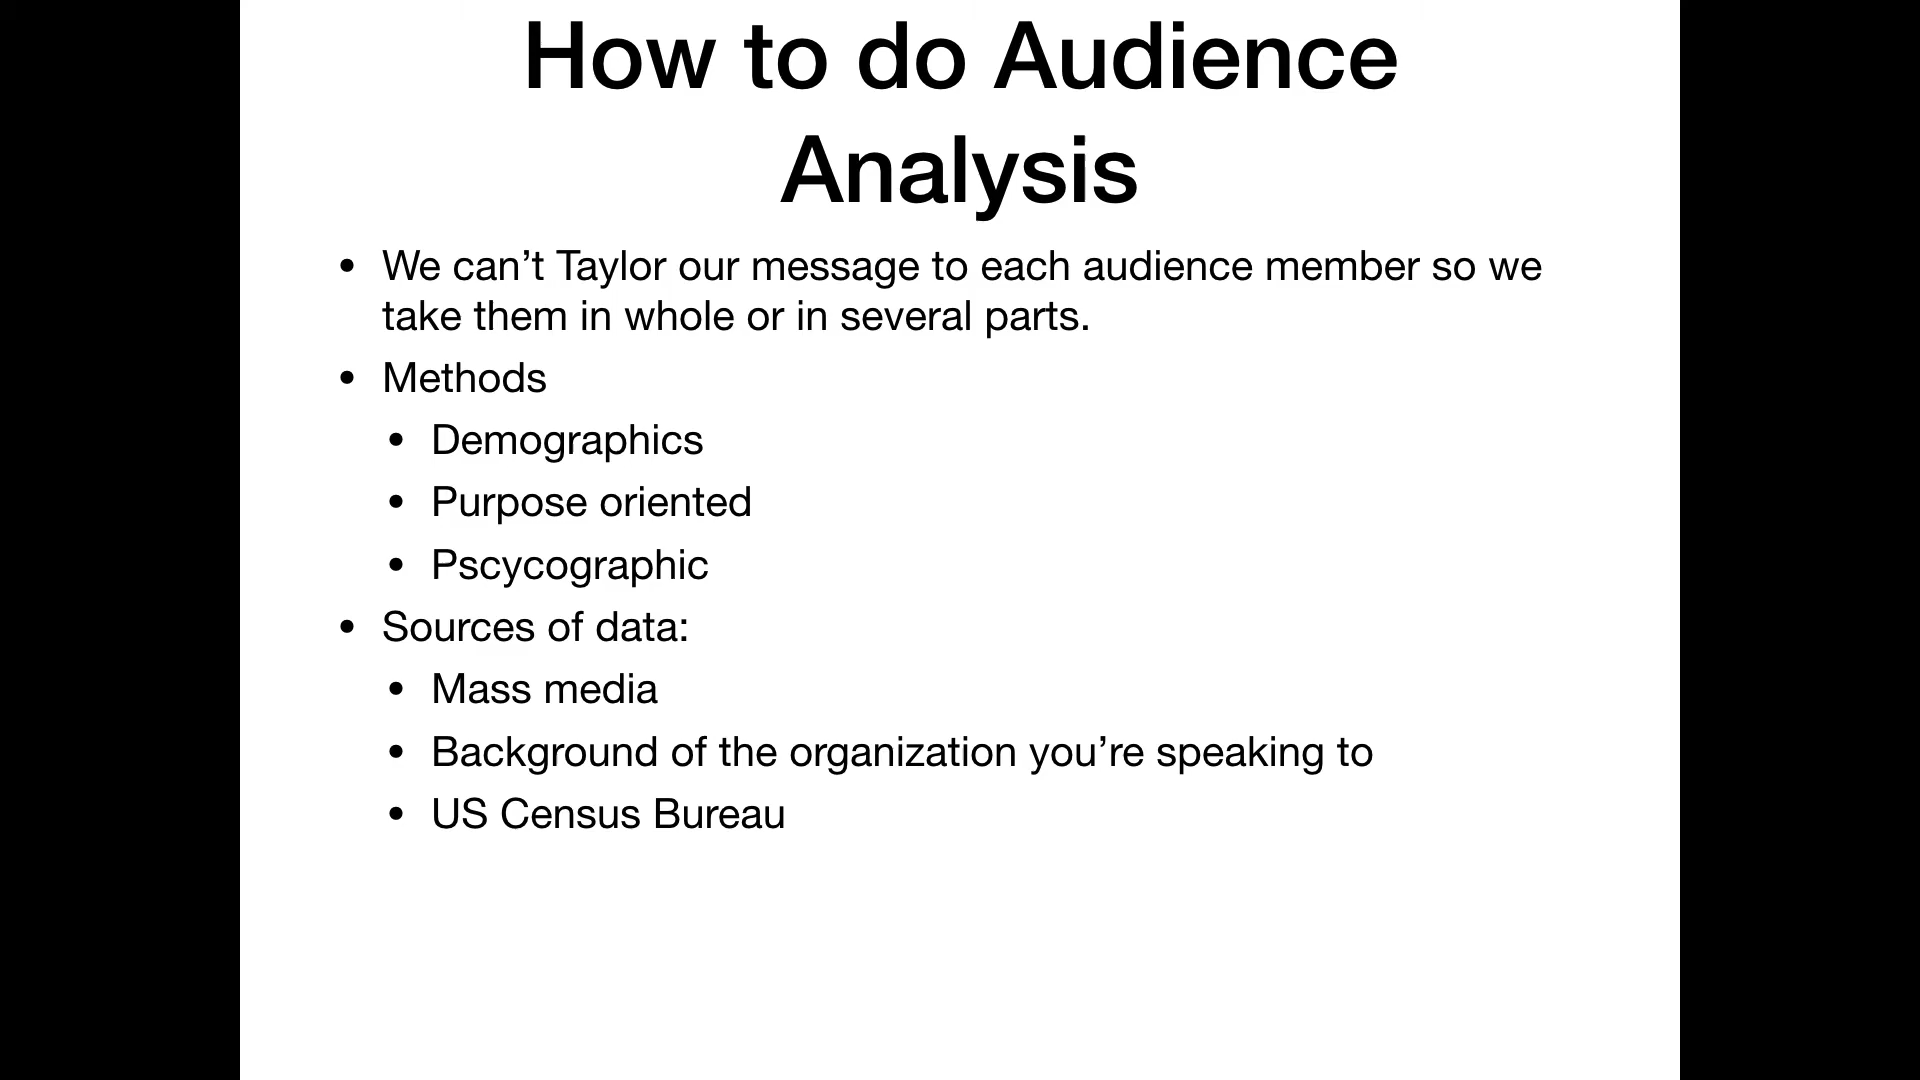 How to do Audience
Analysis
• We can’t Taylor our message to each audience member so we
take them in whole or in several parts.
• Methods
• Demographics
• Purpose oriented
• Pscycographic
• Sources of data:
• Mass media
• Background of the organization you’re speaking to
• US Census Bureau